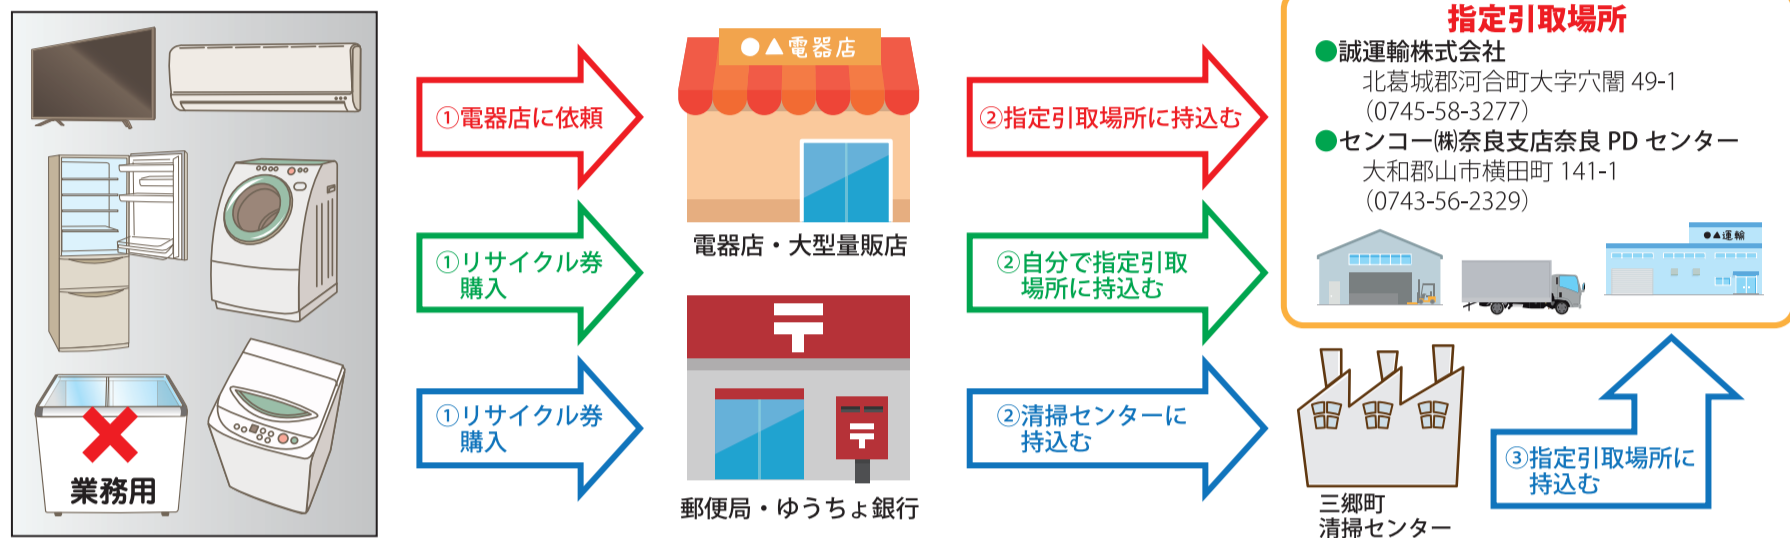 業務用
①電器店に依頼
①リサイクル券
購入
①リサイクル券
購入
●▲電器店
電器店・大型量販店
郵便局・ゆうちょ銀行
②指定引取場所に持込む
②自分で指定引取
場所に持込む
②清掃センターに
持込む
指定引取場所
●誠運輸株式会社
北葛城郡河合町大字穴闇 49-1
(0745-58-3277)
●センコー㈱奈良支店奈良 PD センター
大和郡山市横田町 141-1
(0743-56-2329)
●▲運輸
三郷町
清掃センター
③指定引取場所に
持込む